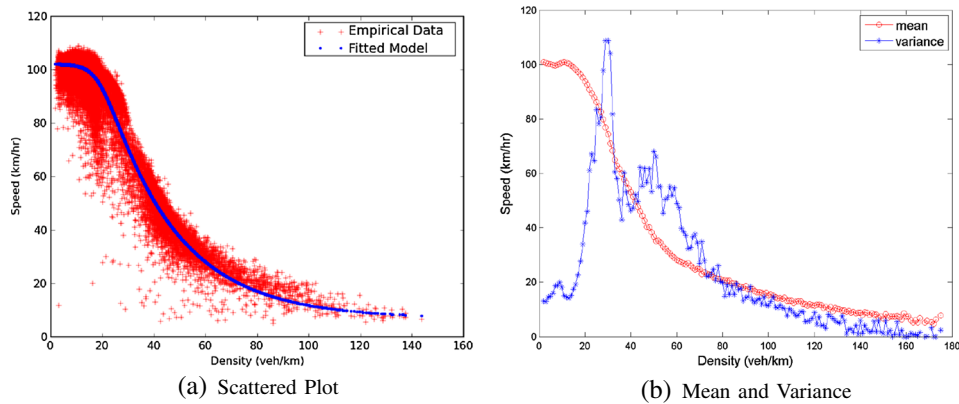 120
100
80
60
40
20
0
Speed (km/hr)
0 20 40 60 80 100 120 140 160
Density (veh/km)
Empirical Data
Fitted Model
(a) Scattered Plot
120
100
80
60
40
20
0
Speed (km/hr)
0 20 40 60 80 100 120 140 160 180
Density (veh/km)
mean
variance
(b) Mean and Variance